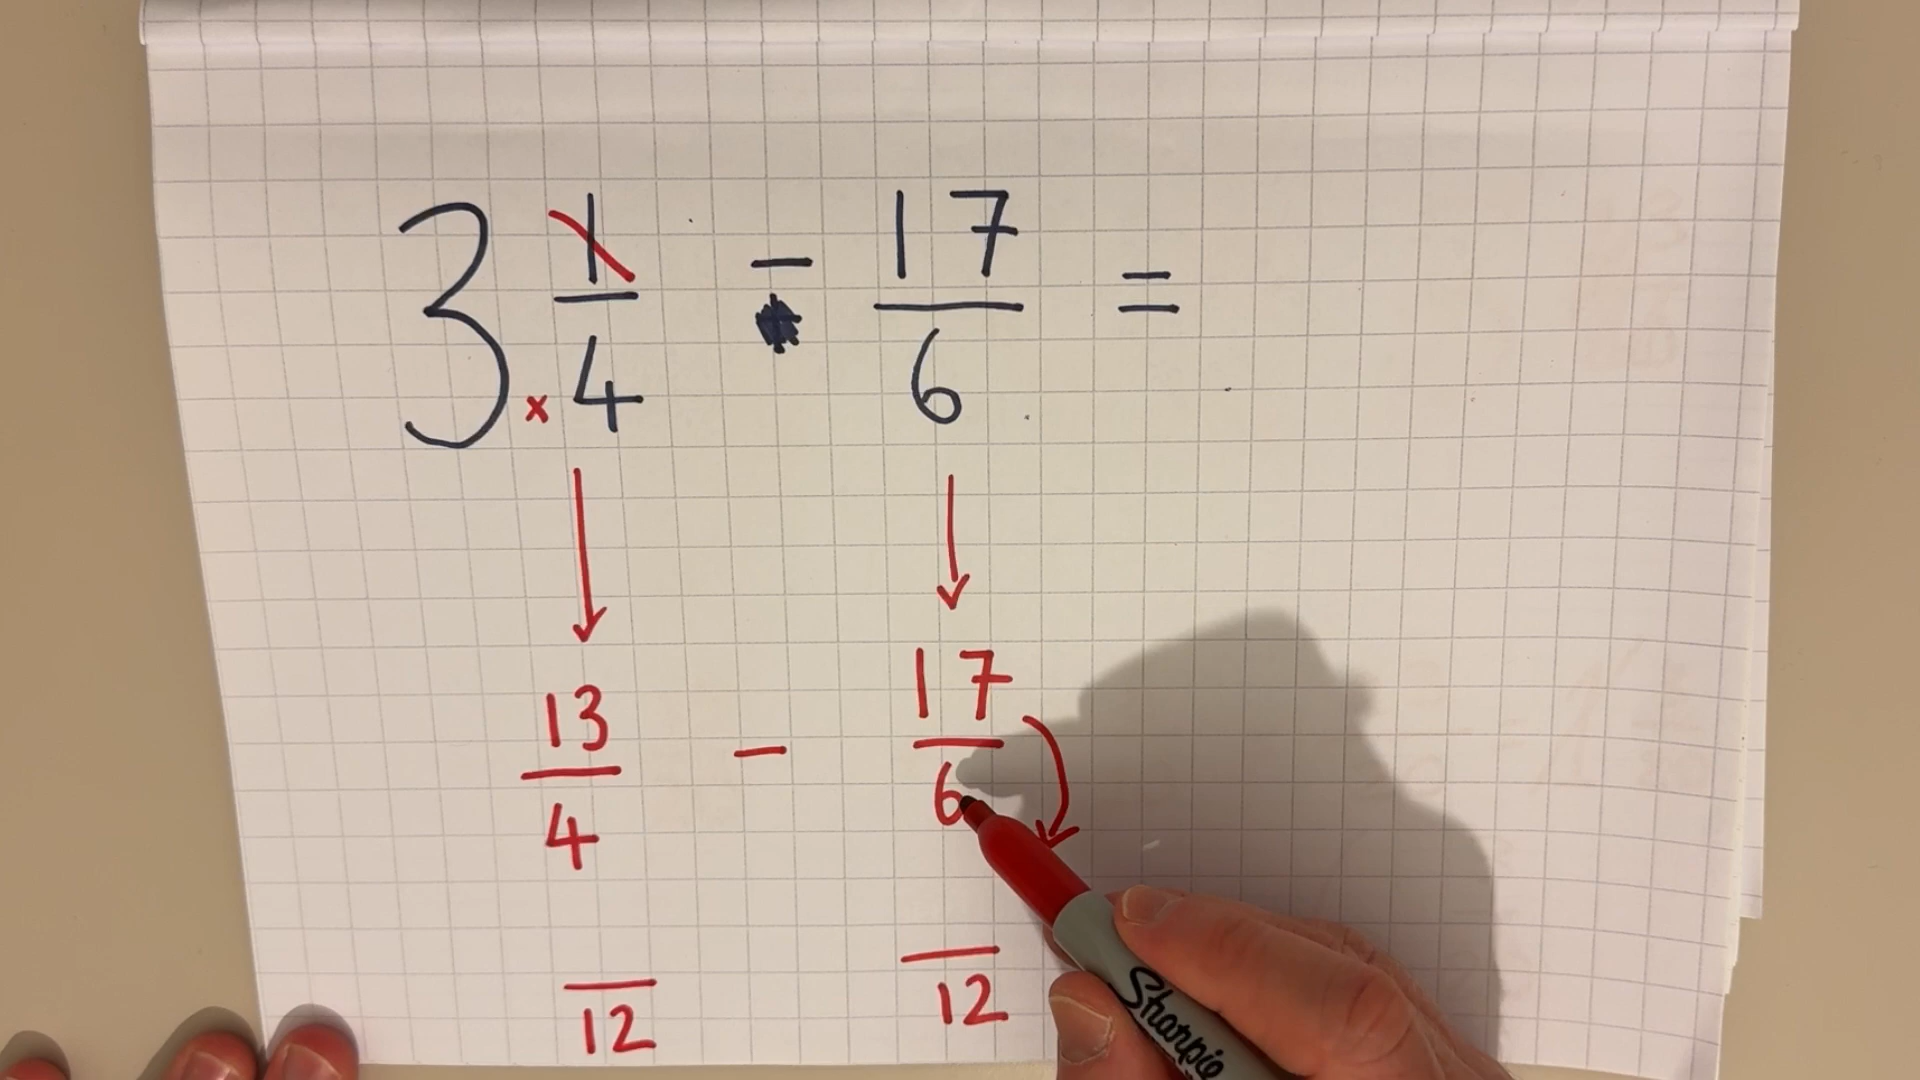 3 1/4 - 17/6 =
x
13/4 - 17/6
/12 /12
Sharpie